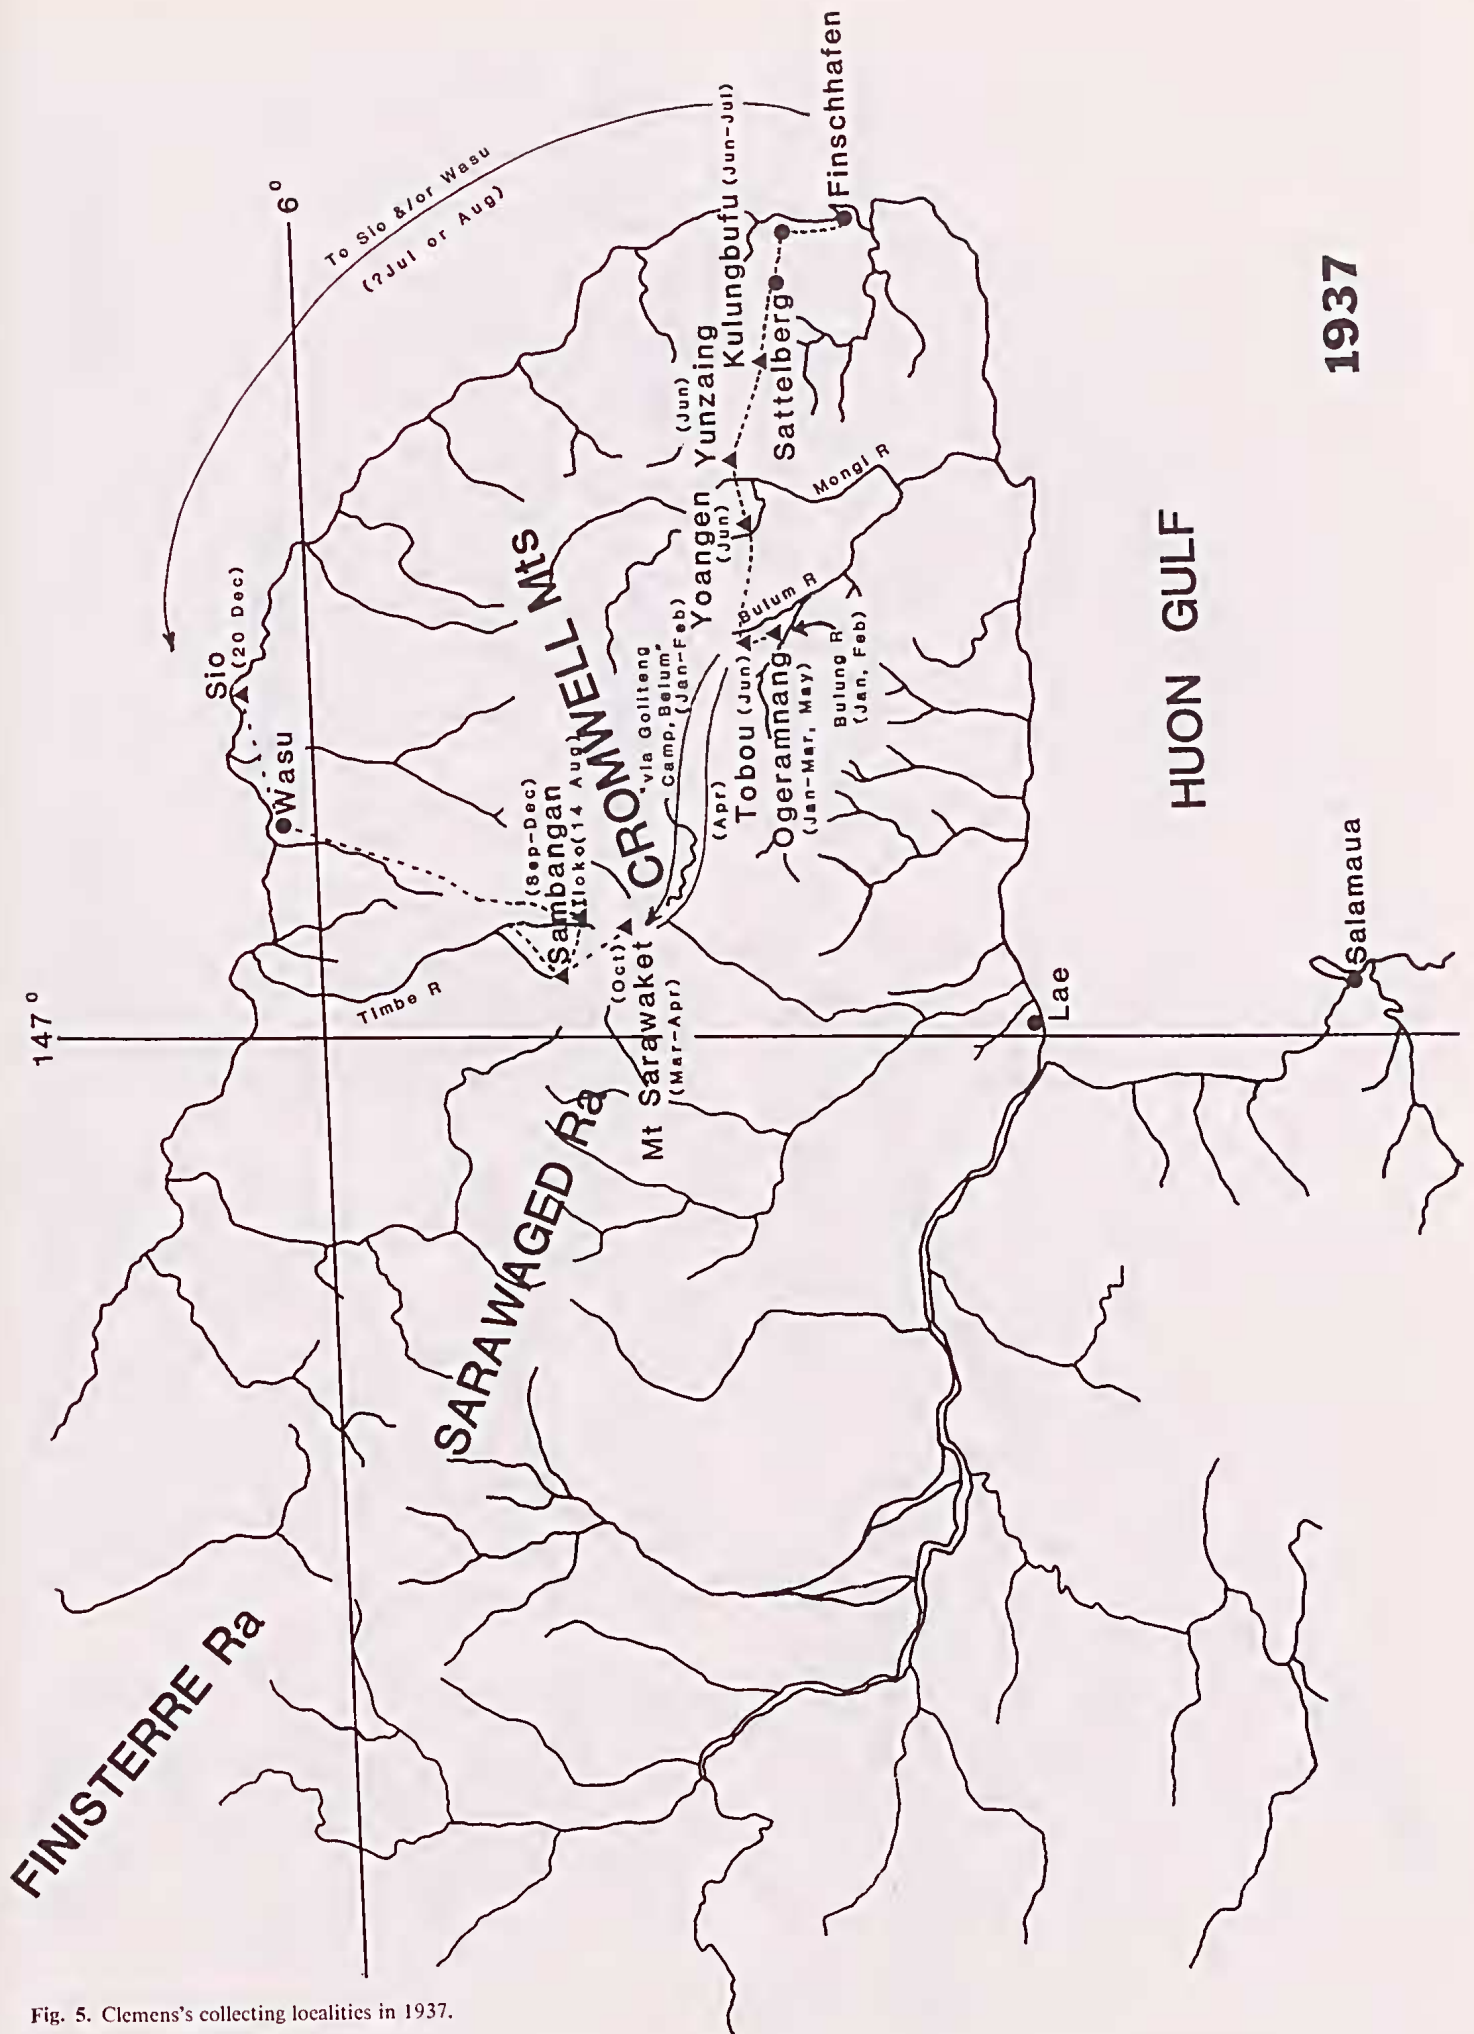 FINISTERRE Ra
SARAWAGED Ra
CROMWELL Mts
147°
6°
To Sio &/or Wasu
(?Jul or Aug)
Sio
(20 Dec)
Wasu
Timbe R
(Sep-Dec)
Sambangan
Iloko(14 Aug)
(Oct)
Mt Sarawaket
(Mar-Apr)
"via Goliteng
Camp, Belum"
(Jan-Feb)
(Apr)
Yoangen
(Jun)
(Jun)
Yunzaing
Kulungbufu (Jun-Jul)
Sattelberg
Finschhafen
Mongi R
Bulum R
Tobou (Jun)
Ogeramnang
(Jan-Mar, May)
Bulung R
(Jan, Feb)
Lae
Salamaua
HUON GULF
1937
Fig. 5. Clemens's collecting localities in 1937.